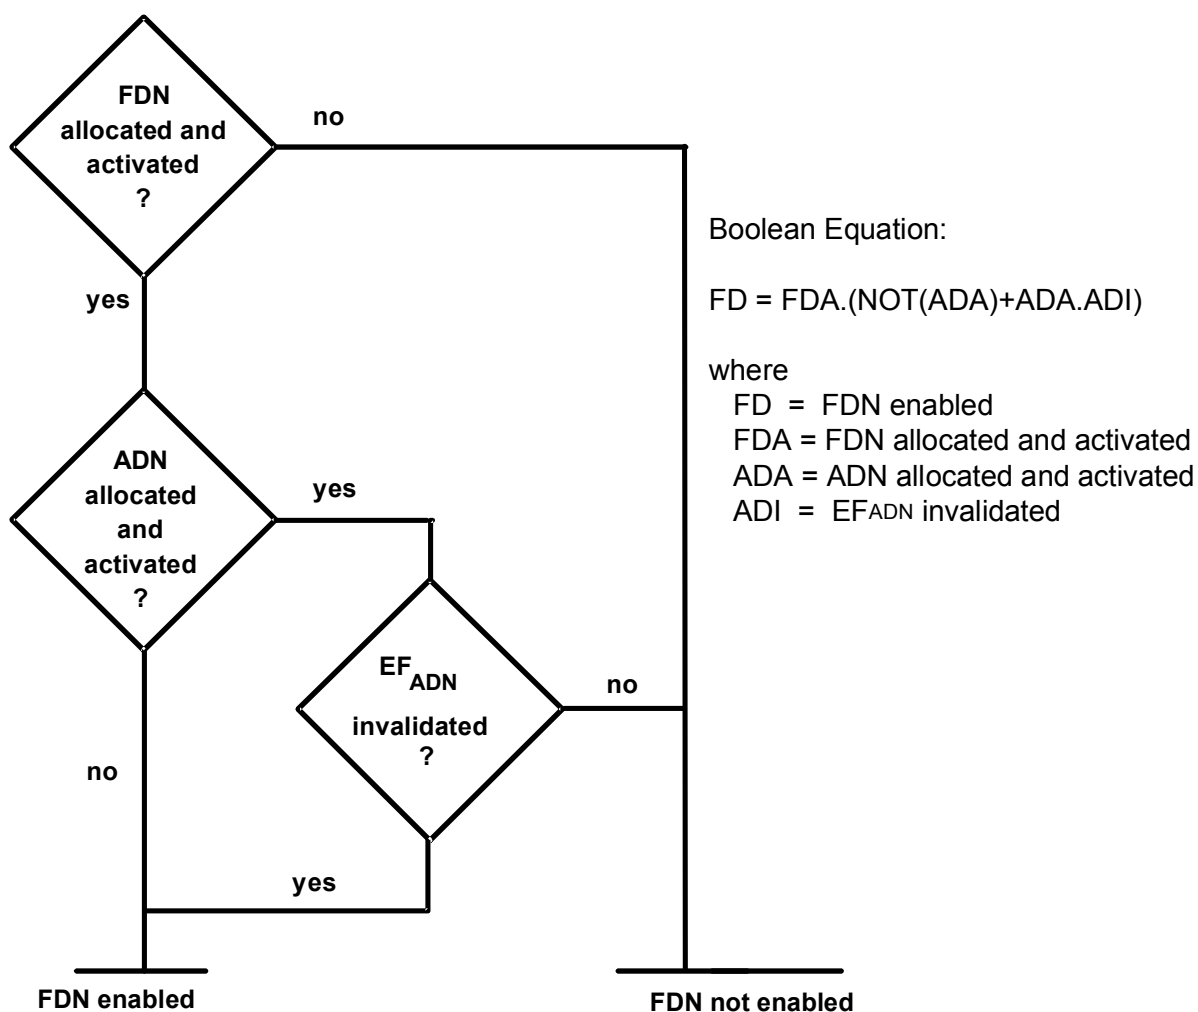 FDN
allocated and
activated
?
no
yes
Boolean Equation:
FD = FDA.(NOT(ADA)+ADA.ADI)
where
FD = FDN enabled
FDA = FDN allocated and activated
ADA = ADN allocated and activated
ADI = EFADN invalidated
ADN
allocated
and
activated
?
yes
no
EFADN
invalidated
?
no
yes
FDN enabled
FDN not enabled